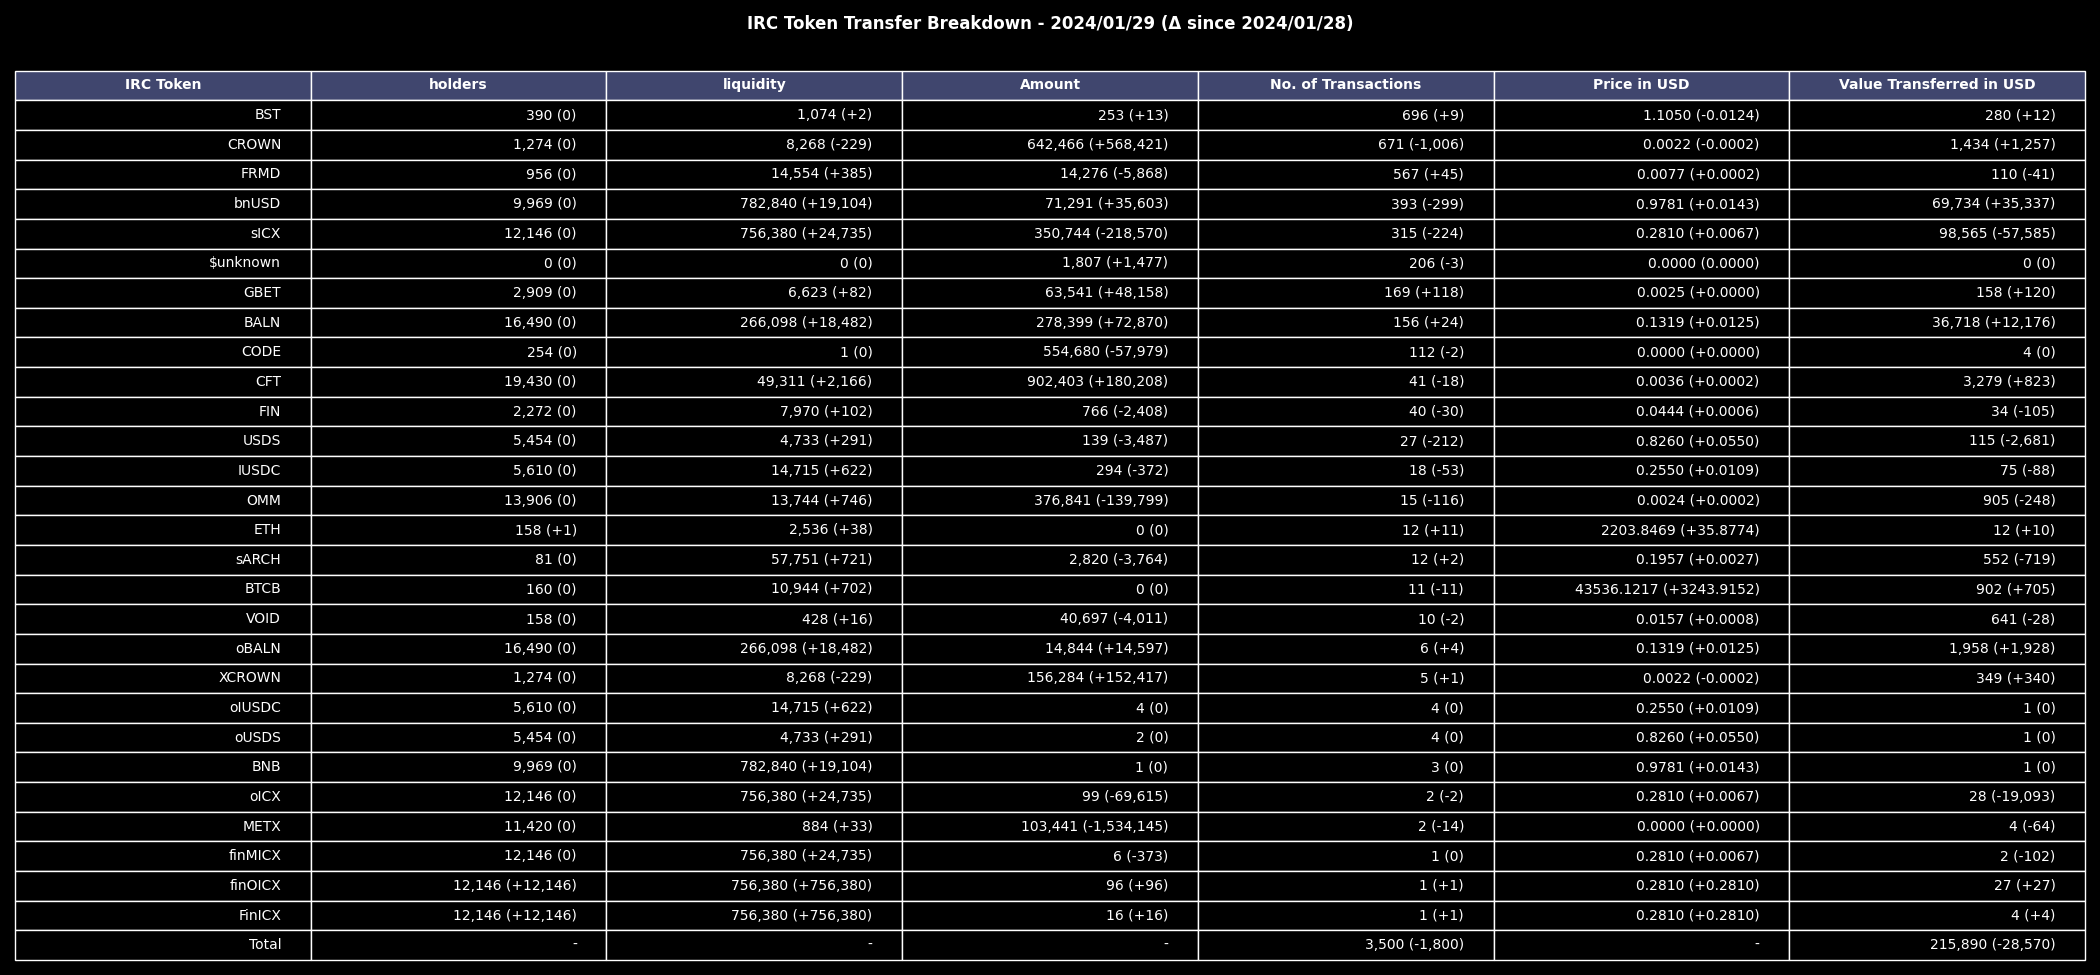 IRC Token Transfer Breakdown - 2024/01/29 (Δ since 2024/01/28)
IRC Token holders liquidity Amount No. of Transactions Price in USD Value Transferred in USD
BST 390 (0) 1,074 (+2) 253 (+13) 696 (+9) 1.1050 (-0.0124) 280 (+12)
CROWN 1,274 (0) 8,268 (-229) 642,466 (+568,421) 671 (-1,006) 0.0022 (-0.0002) 1,434 (+1,257)
FRMD 956 (0) 14,554 (+385) 14,276 (-5,868) 567 (+45) 0.0077 (+0.0002) 110 (-41)
bnUSD 9,969 (0) 782,840 (+19,104) 71,291 (+35,603) 393 (-299) 0.9781 (+0.0143) 69,734 (+35,337)
sICX 12,146 (0) 756,380 (+24,735) 350,744 (-218,570) 315 (-224) 0.2810 (+0.0067) 98,565 (-57,585)
$unknown 0 (0) 0 (0) 1,807 (+1,477) 206 (-3) 0.0000 (0.0000) 0 (0)
GBET 2,909 (0) 6,623 (+82) 63,541 (+48,158) 169 (+118) 0.0025 (+0.0000) 158 (+120)
BALN 16,490 (0) 266,098 (+18,482) 278,399 (+72,870) 156 (+24) 0.1319 (+0.0125) 36,718 (+12,176)
CODE 254 (0) 1 (0) 554,680 (-57,979) 112 (-2) 0.0000 (+0.0000) 4 (0)
CFT 19,430 (0) 49,311 (+2,166) 902,403 (+180,208) 41 (-18) 0.0036 (+0.0002) 3,279 (+823)
FIN 2,272 (0) 7,970 (+102) 766 (-2,408) 40 (-30) 0.0444 (+0.0006) 34 (-105)
USDS 5,454 (0) 4,733 (+291) 139 (-3,487) 27 (-212) 0.8260 (+0.0550) 115 (-2,681)
IUSDC 5,610 (0) 14,715 (+622) 294 (-372) 18 (-53) 0.2550 (+0.0109) 75 (-88)
OMM 13,906 (0) 13,744 (+746) 376,841 (-139,799) 15 (-116) 0.0024 (+0.0002) 905 (-248)
ETH 158 (+1) 2,536 (+38) 0 (0) 12 (+11) 2203.8469 (+35.8774) 12 (+10)
sARCH 81 (0) 57,751 (+721) 2,820 (-3,764) 12 (+2) 0.1957 (+0.0027) 552 (-719)
BTCB 160 (0) 10,944 (+702) 0 (0) 11 (-11) 43536.1217 (+3243.9152) 902 (+705)
VOID 158 (0) 428 (+16) 40,697 (-4,011) 10 (-2) 0.0157 (+0.0008) 641 (-28)
oBALN 16,490 (0) 266,098 (+18,482) 14,844 (+14,597) 6 (+4) 0.1319 (+0.0125) 1,958 (+1,928)
XCROWN 1,274 (0) 8,268 (-229) 156,284 (+152,417) 5 (+1) 0.0022 (-0.0002) 349 (+340)
oIUSDC 5,610 (0) 14,715 (+622) 4 (0) 4 (0) 0.2550 (+0.0109) 1 (0)
oUSDS 5,454 (0) 4,733 (+291) 2 (0) 4 (0) 0.8260 (+0.0550) 1 (0)
BNB 9,969 (0) 782,840 (+19,104) 1 (0) 3 (0) 0.9781 (+0.0143) 1 (0)
oICX 12,146 (0) 756,380 (+24,735) 99 (-69,615) 2 (-2) 0.2810 (+0.0067) 28 (-19,093)
METX 11,420 (0) 884 (+33) 103,441 (-1,534,145) 2 (-14) 0.0000 (+0.0000) 4 (-64)
finMICX 12,146 (0) 756,380 (+24,735) 6 (-373) 1 (0) 0.2810 (+0.0067) 2 (-102)
finOICX 12,146 (+12,146) 756,380 (+756,380) 96 (+96) 1 (+1) 0.2810 (+0.2810) 27 (+27)
FinICX 12,146 (+12,146) 756,380 (+756,380) 16 (+16) 1 (+1) 0.2810 (+0.2810) 4 (+4)
Total - - - 3,500 (-1,800) - 215,890 (-28,570)